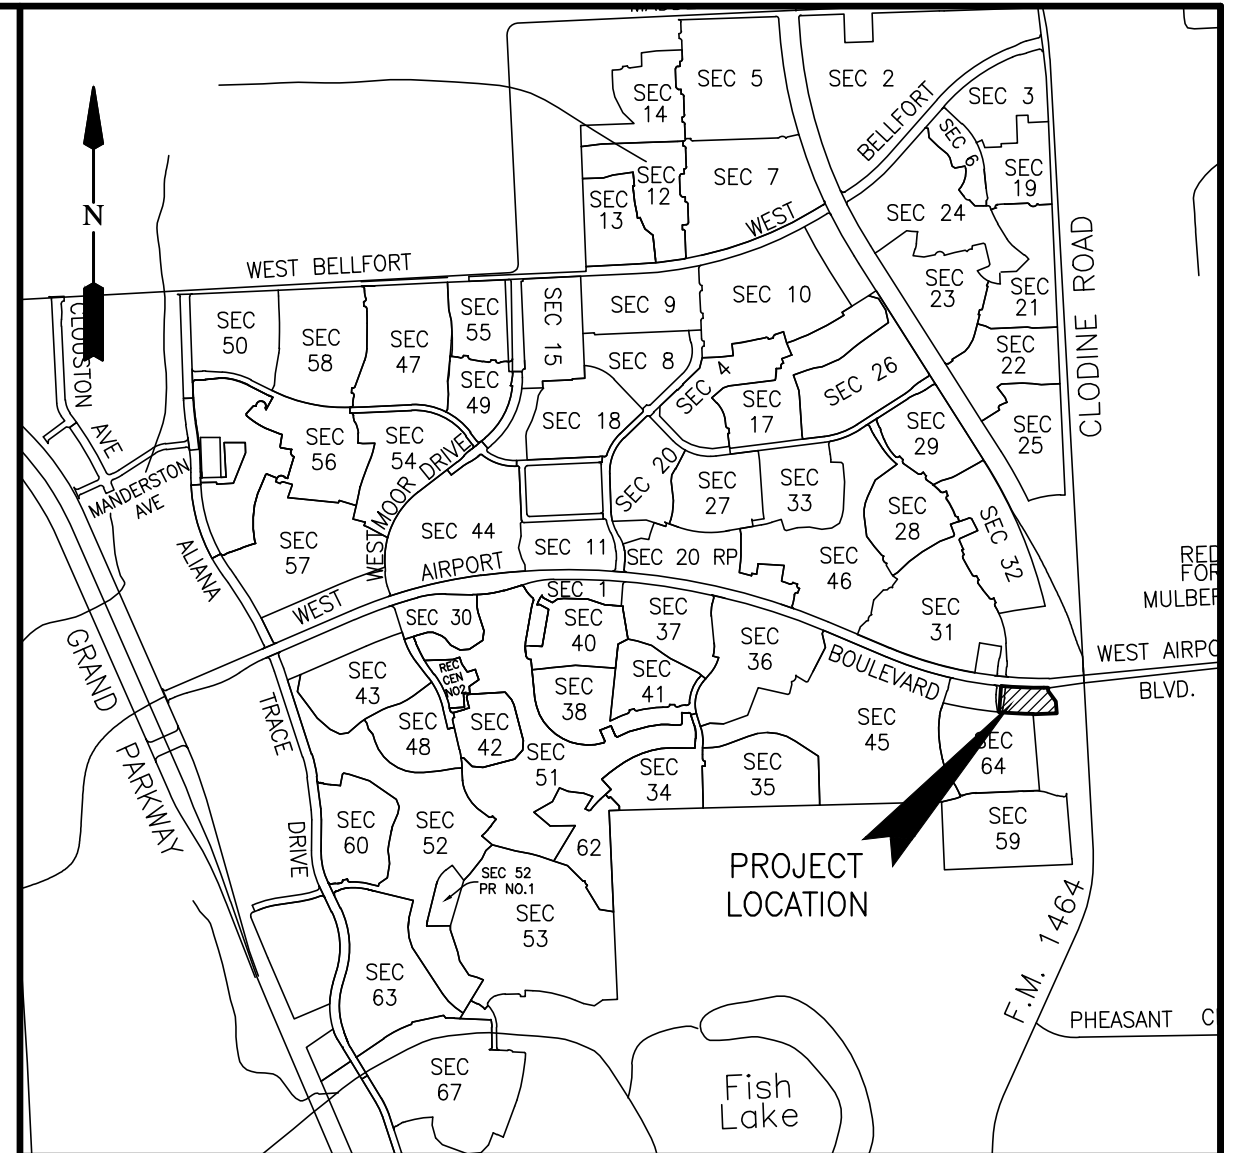 SEC 5
SEC 2
SEC
14
BELLFORT
SEC 3
SEC 6
SEC
19
SEC
12
SEC 7
SEC
13
WEST
SEC 24
N
WEST BELLFORT
CLODINE ROAD
SEC
23
SEC
21
SEC 10
SEC 9
SEC 15
SEC
55
SEC
50
SEC
58
SEC
47
CLOUSTON
AVE
SEC 8
SEC
22
SEC
49
SEC 4
SEC 26
SEC
17
SEC 18
SEC
29
SEC
25
SEC
56
SEC
54
WESTMOOR DRIVE
MANDERSTON
AVE
SEC 20
SEC
27
SEC
33
SEC
28
SEC 32
SEC 44
SEC
57
ALIANA
SEC 11
SEC 20 RP
SEC
46
AIRPORT
WEST
SEC 1
SEC 30
SEC
40
SEC
37
SEC
36
SEC
31
MULBER
WEST AIRPO
BLVD.
BOULEVARD
GRAND
PARKWAY
REC
CEN
NO2
SEC
43
SEC
41
SEC
38
SEC
48
SEC
42
SEC
45
SEC
64
TRACE
DRIVE
SEC
51
SEC
34
SEC
35
SEC
60
SEC
52
62
SEC
59
SEC 52
PR NO.1
PROJECT
LOCATION
SEC
53
F.M. 1464
SEC
63
PHEASANT C
SEC
67
Fish
Lake